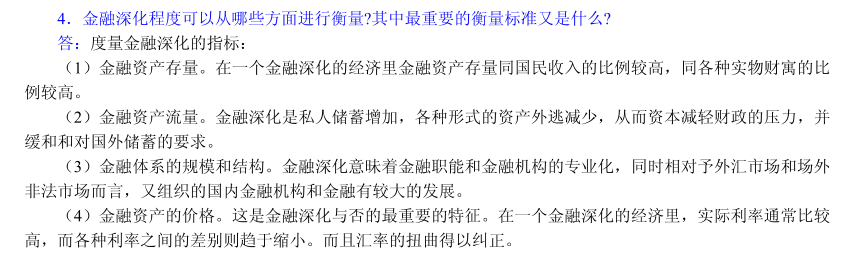 4．金融深化程度可以从哪些方面进行衡量?其中最重要的衡量标准又是什么?
答：度量金融深化的指标：
（1）金融资产存量。在一个金融深化的经济里金融资产存量同国民收入的比例较高，同各种实物财寓的比
例较高。
（2）金融资产流量。金融深化是私人储蓄增加，各种形式的资产外逃减少，从而资本减轻财政的压力，并
缓和和对国外储蓄的要求。
（3）金融体系的规模和结构。金融深化意味着金融职能和金融机构的专业化，同时相对予外汇市场和场外
非法市场而言，又组织的国内金融机构和金融有较大的发展。
（4）金融资产的价格。这是金融深化与否的最重要的特征。在一个金融深化的经济里，实际利率通常比较
高，而各种利率之间的差别则趋于缩小。而且汇率的扭曲得以纠正。